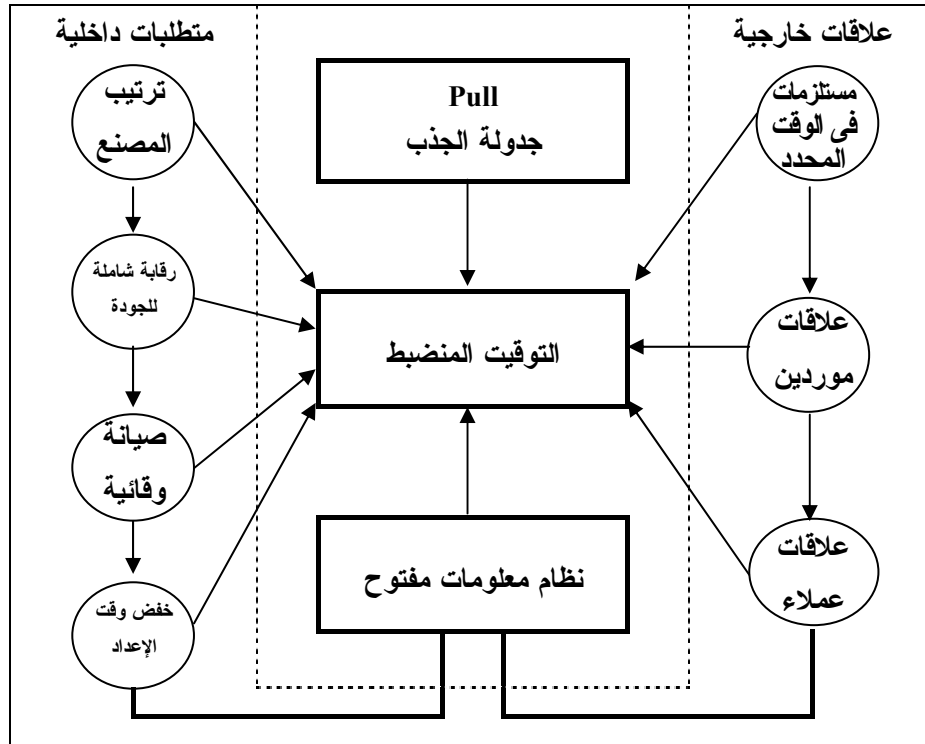 علاقات خارجية
متطلبات داخلية
مستلزمات
فى الوقت
المحدد
Pull
جدولة الجذب
ترتيب
المصنع
رقابة شاملة
للجودة
علاقات
موردين
التوقيت المنضبط
صيانة
وقائية
علاقات
عملاء
نظام معلومات مفتوح
خفض وقت
الإعداد